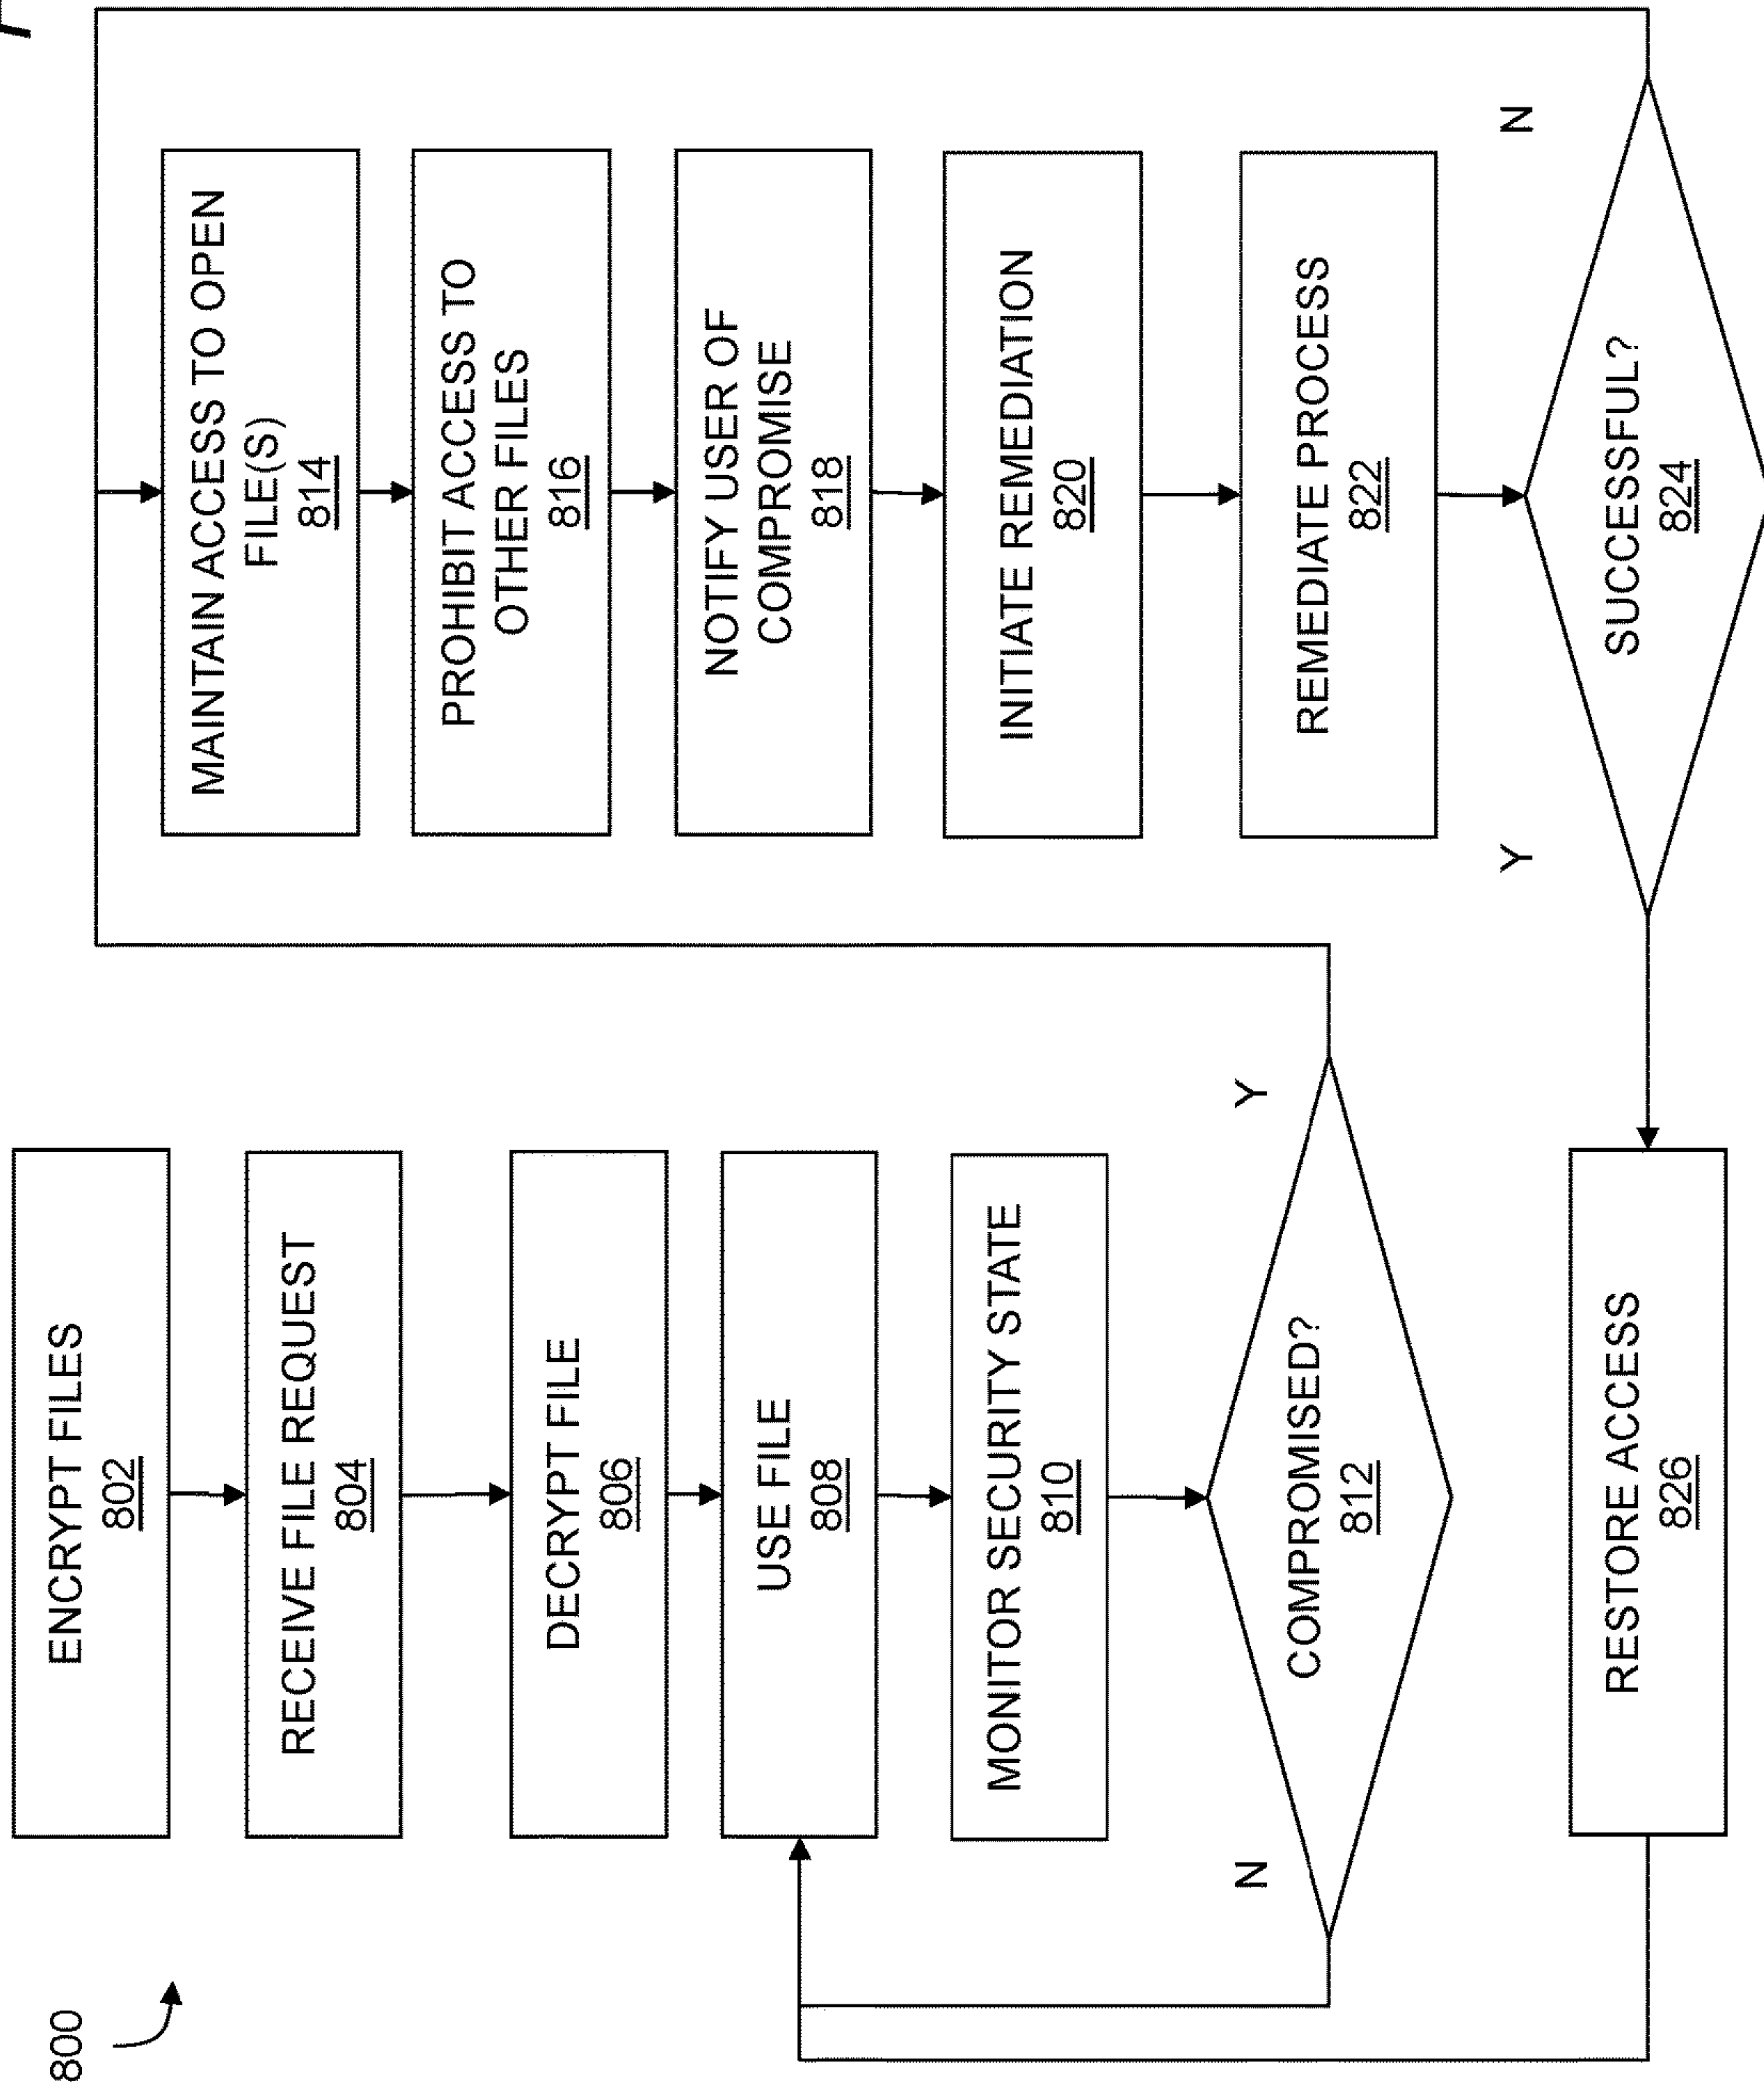 800
ENCRYPT FILES
802
RECEIVE FILE REQUEST
804
DECRYPT FILE
806
USE FILE
808
MONITOR SECURITY STATE
810
COMPROMISED?
812
N
Y
MAINTAIN ACCESS TO OPEN
FILE(S)
814
PROHIBIT ACCESS TO
OTHER FILES
816
NOTIFY USER OF
COMPROMISE
818
INITIATE REMEDIATION
820
REMEDIATE PROCESS
822
SUCCESSFUL?
824
Y
N
RESTORE ACCESS
826